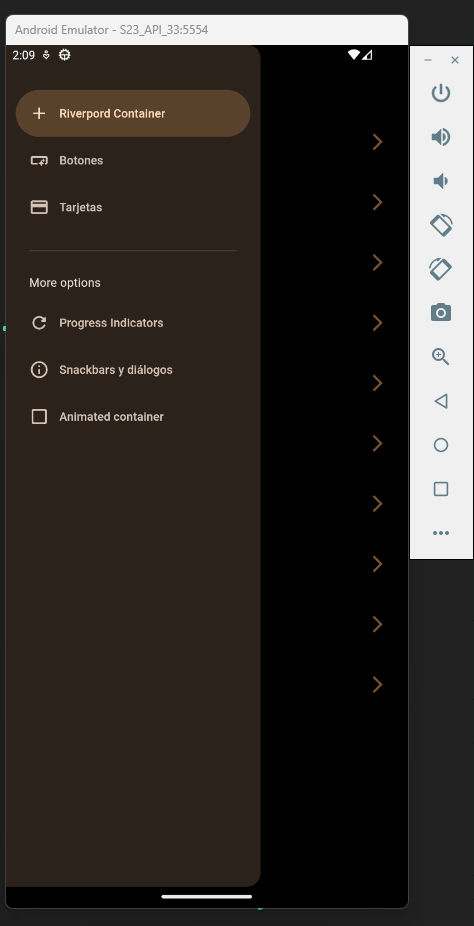 Android Emulator - S23_API_33:5554
2:09
Riverpord Container
Botones
Tarjetas
More options
Progress Indicators
Snackbars y diálogos
Animated container